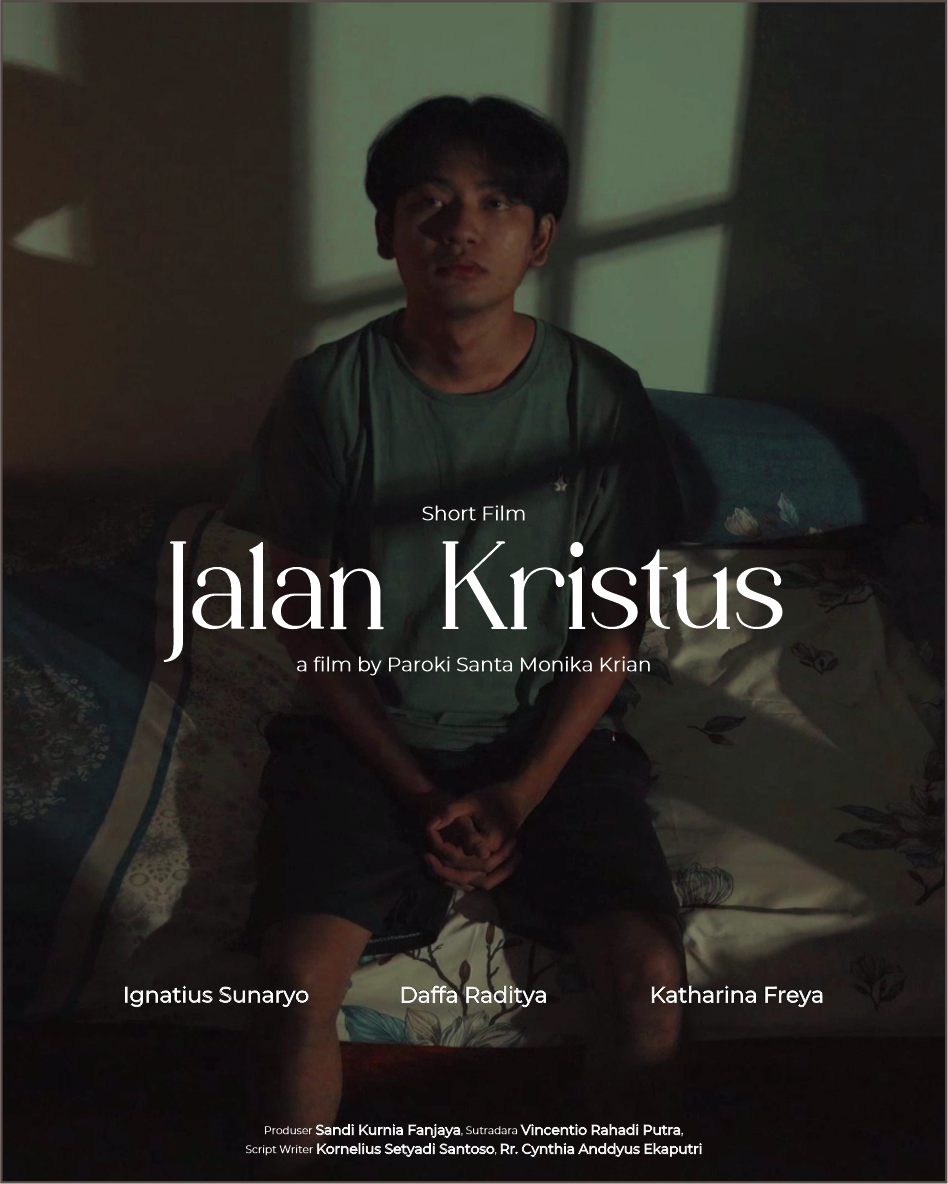 Short Film
Jalan Kristus
a film by Paroki Santa Monika Krian
Ignatius Sunaryo Daffa Raditya Katharina Freya
Produser Sandi Kurnia Fanjaya, Sutradara Vincentio Rahadi Putra,
Script Writer Kornelius Setyadi Santoso, Rr. Cynthia Anddyus Ekaputri